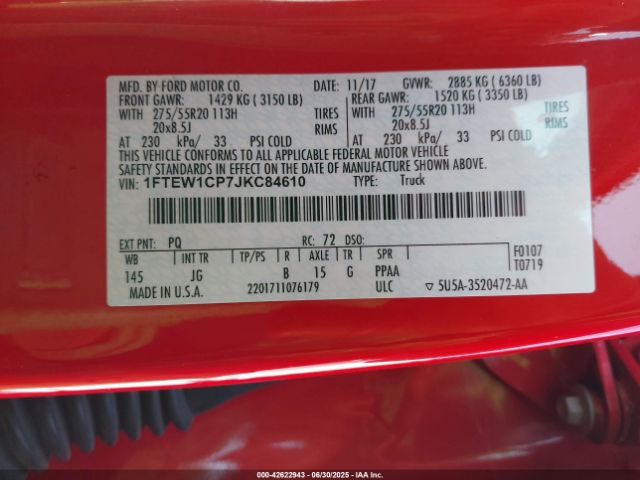 MFD. BY FORD MOTOR CO. DATE: 11/17 GVWR: 2885 KG ( 6360 LB)
FRONT GAWR: 1429 KG ( 3150 LB) REAR GAWR: 1520 KG ( 3350 LB)
WITH 275/55R20 113H TIRES WITH 275/55R20 113H TIRES
20x8.5J RIMS 20x8.5J RIMS
AT 230 kPa/ 33 PSI COLD AT 230 kPa/ 33 PSI COLD
THIS VEHICLE CONFORMS TO ALL APPLICABLE FEDERAL MOTOR VEHICLE
SAFETY STANDARDS IN EFFECT ON THE DATE OF MANUFACTURE SHOWN ABOVE.
VIN: 1FTEW1CP7JKC84610 TYPE: Truck
EXT PNT: PQ RC: 72 DSO:
WB INT TR TP/PS R AXLE TR SPR F0107
145 JG B 15 G PPAA T0719
MADE IN U.S.A. 2201711076179 ULC ▽ 5U5A-3520472-AA
000-42622943 - 06/30/2025 - IAA Inc.